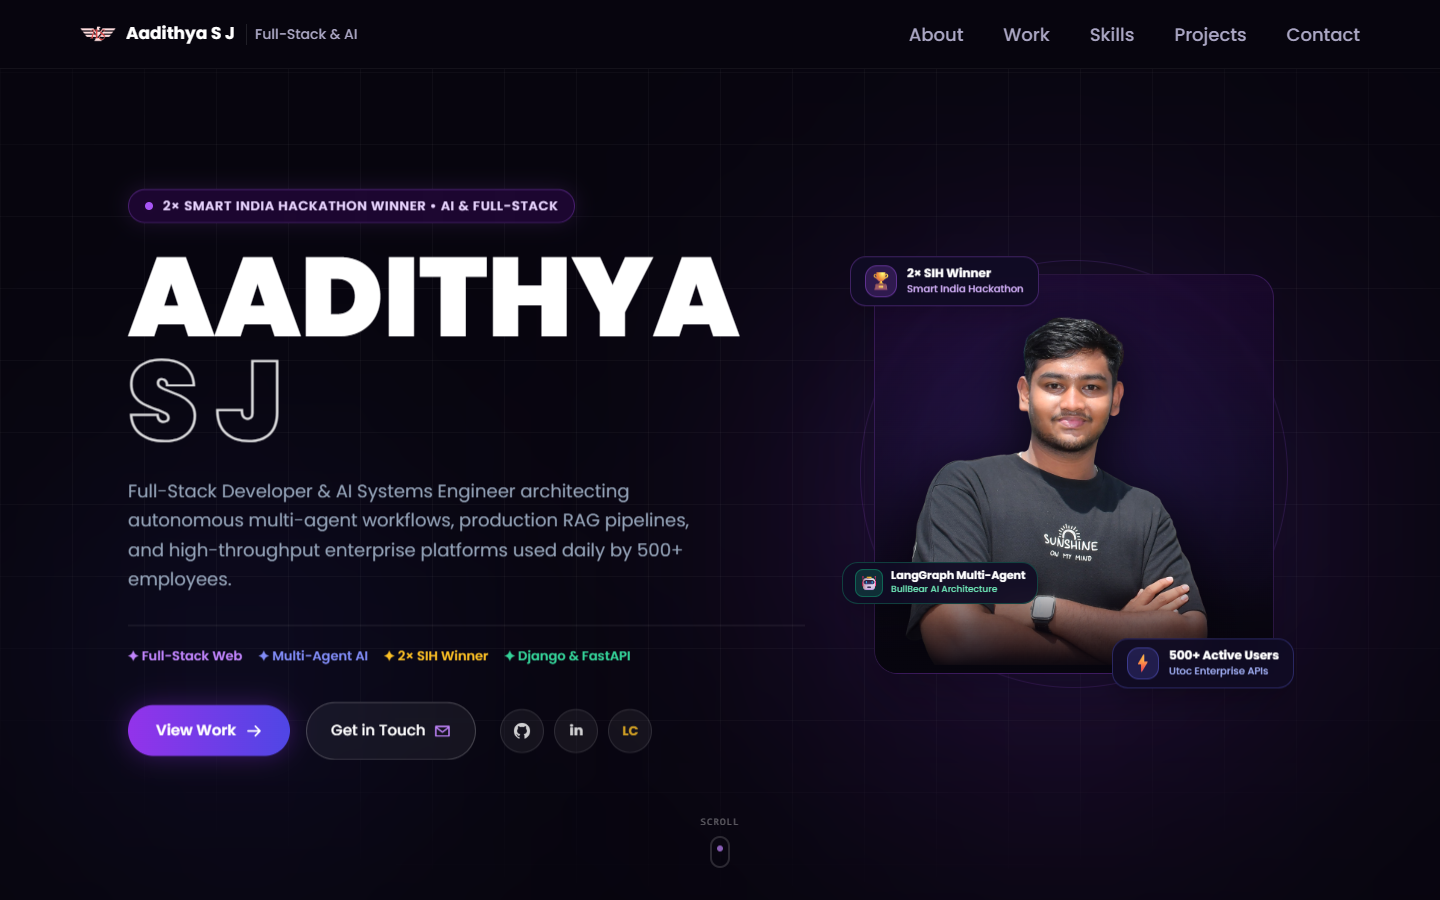 Aadithya S J
Full-Stack & AI
About
Work
Skills
Projects
Contact
2× SMART INDIA HACKATHON WINNER • AI & FULL-STACK
AADITHYA
S J
Full-Stack Developer & AI Systems Engineer architecting
autonomous multi-agent workflows, production RAG pipelines,
and high-throughput enterprise platforms used daily by 500+
employees.
✦ Full-Stack Web
✦ Multi-Agent AI
✦ 2× SIH Winner
✦ Django & FastAPI
View Work →
Get in Touch
in
LC
2× SIH Winner
Smart India Hackathon
SUNSHINE
ON MY MIND
LangGraph Multi-Agent
BullBear AI Architecture
500+ Active Users
Utoc Enterprise APIs
SCROLL